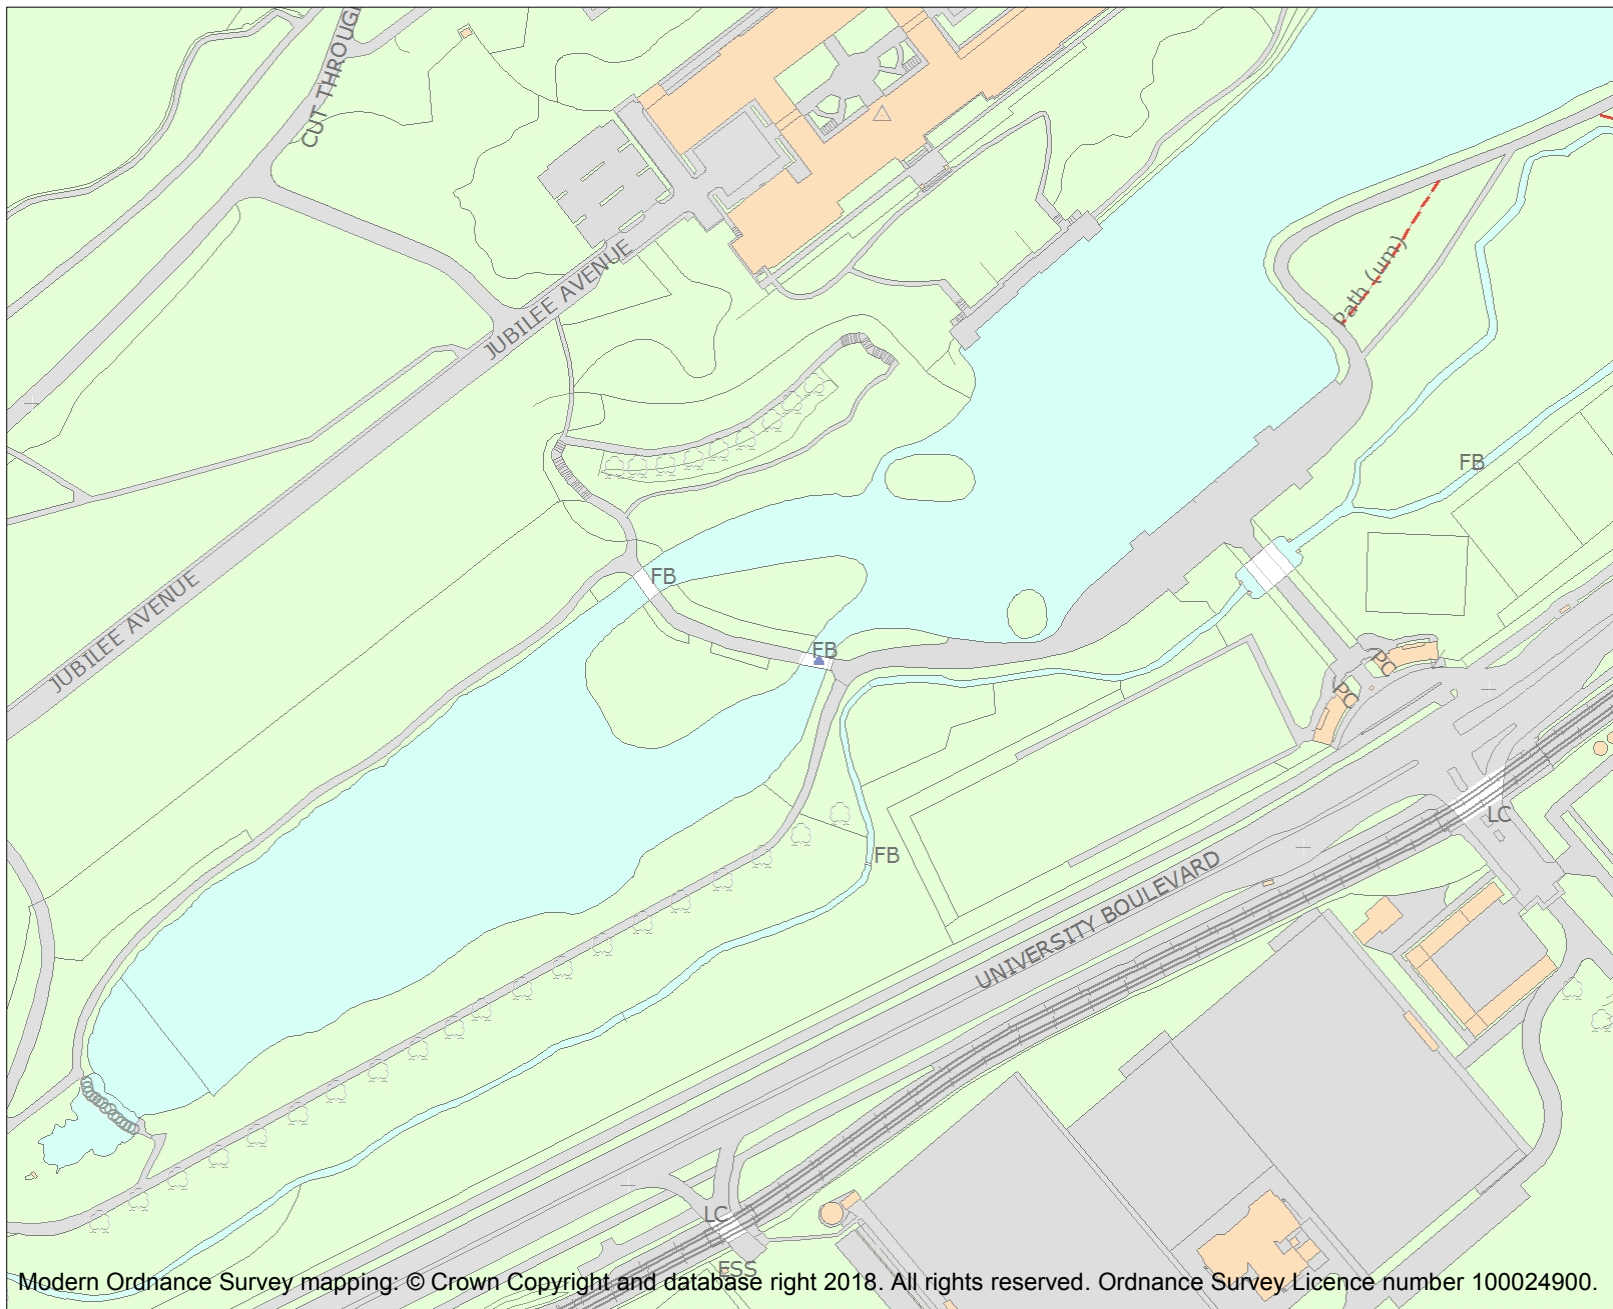 CUT THROUGH
JUBILEE AVENUE
Path (um)
FB
FB
JUBILEE AVENUE
FB
PC
PC
LC
FB
UNIVERSITY BOULEVARD
LC
ESS
Modern Ordnance Survey mapping: © Crown Copyright and database right 2018. All rights reserved. Ordnance Survey Licence number 100024900.